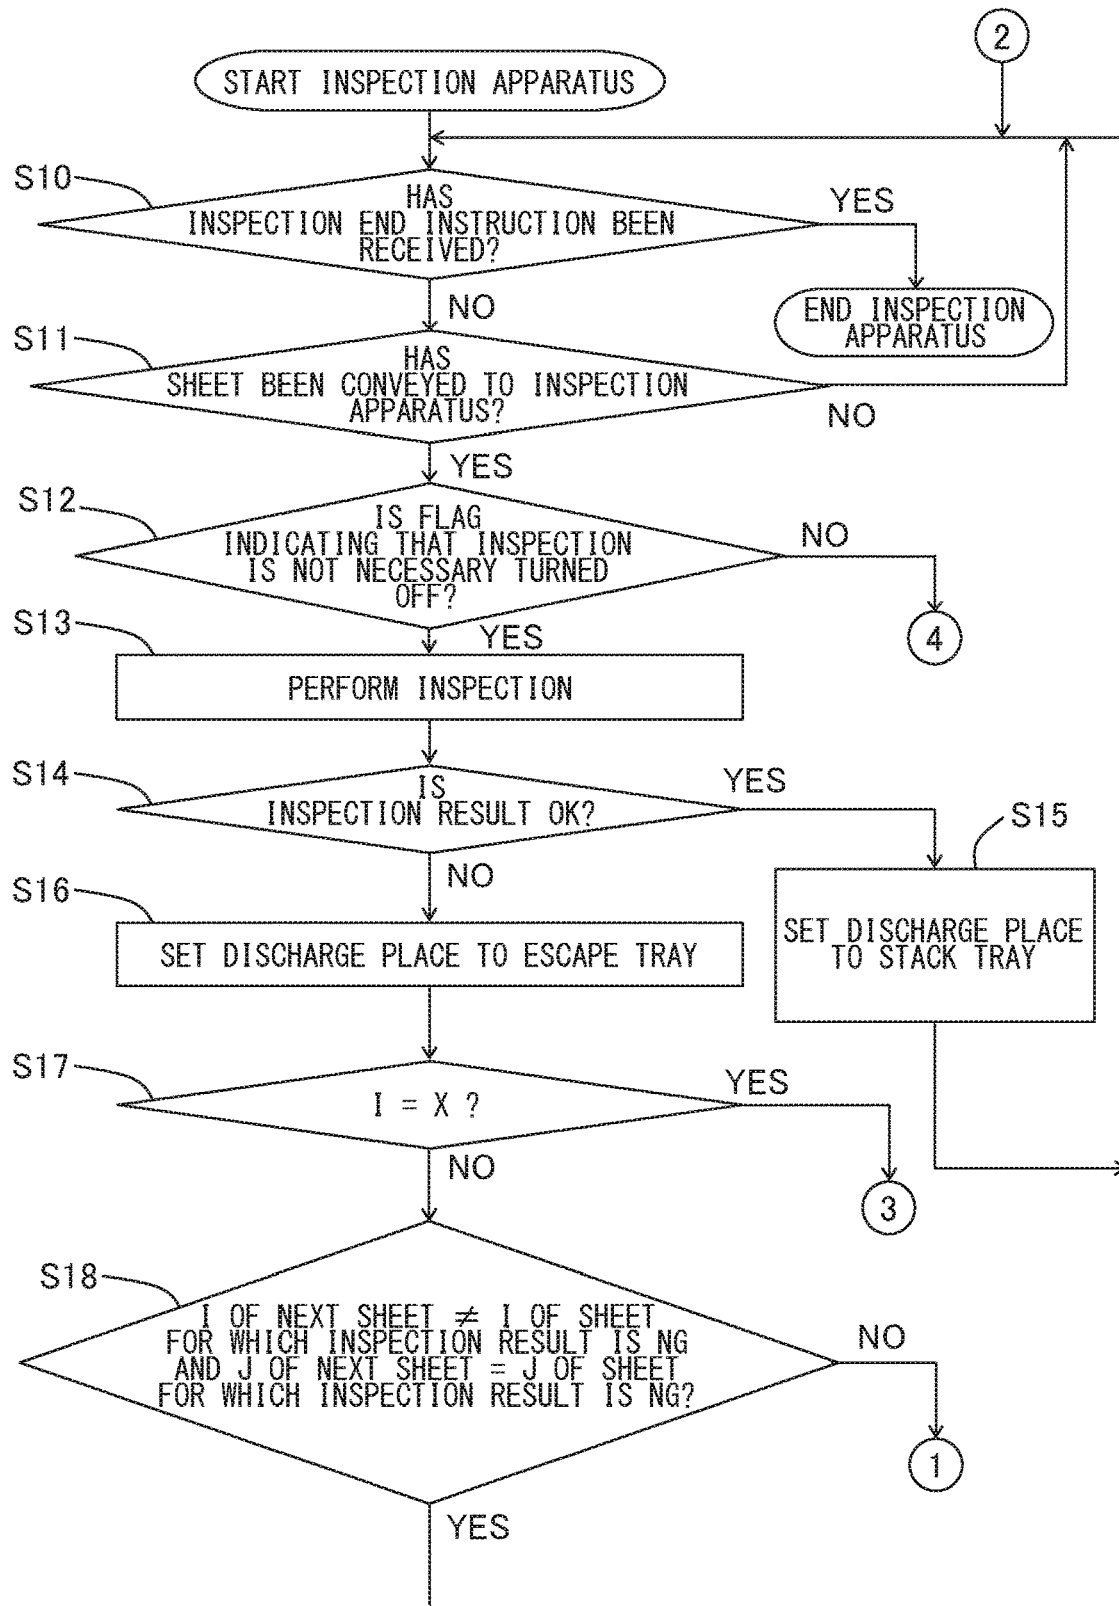 2
START INSPECTION APPARATUS
S10
HAS
INSPECTION END INSTRUCTION BEEN
RECEIVED?
YES
NO
END INSPECTION
APPARATUS
S11
HAS
SHEET BEEN CONVEYED TO INSPECTION
APPARATUS?
NO
YES
S12
IS FLAG
INDICATING THAT INSPECTION
IS NOT NECESSARY TURNED
OFF?
NO
4
YES
S13
PERFORM INSPECTION
S14
IS
INSPECTION RESULT OK?
YES
S15
SET DISCHARGE PLACE
TO STACK TRAY
NO
S16
SET DISCHARGE PLACE TO ESCAPE TRAY
S17
I = X ?
YES
3
NO
S18
I OF NEXT SHEET ≠ I OF SHEET
FOR WHICH INSPECTION RESULT IS NG
AND J OF NEXT SHEET = J OF SHEET
FOR WHICH INSPECTION RESULT IS NG?
NO
1
YES